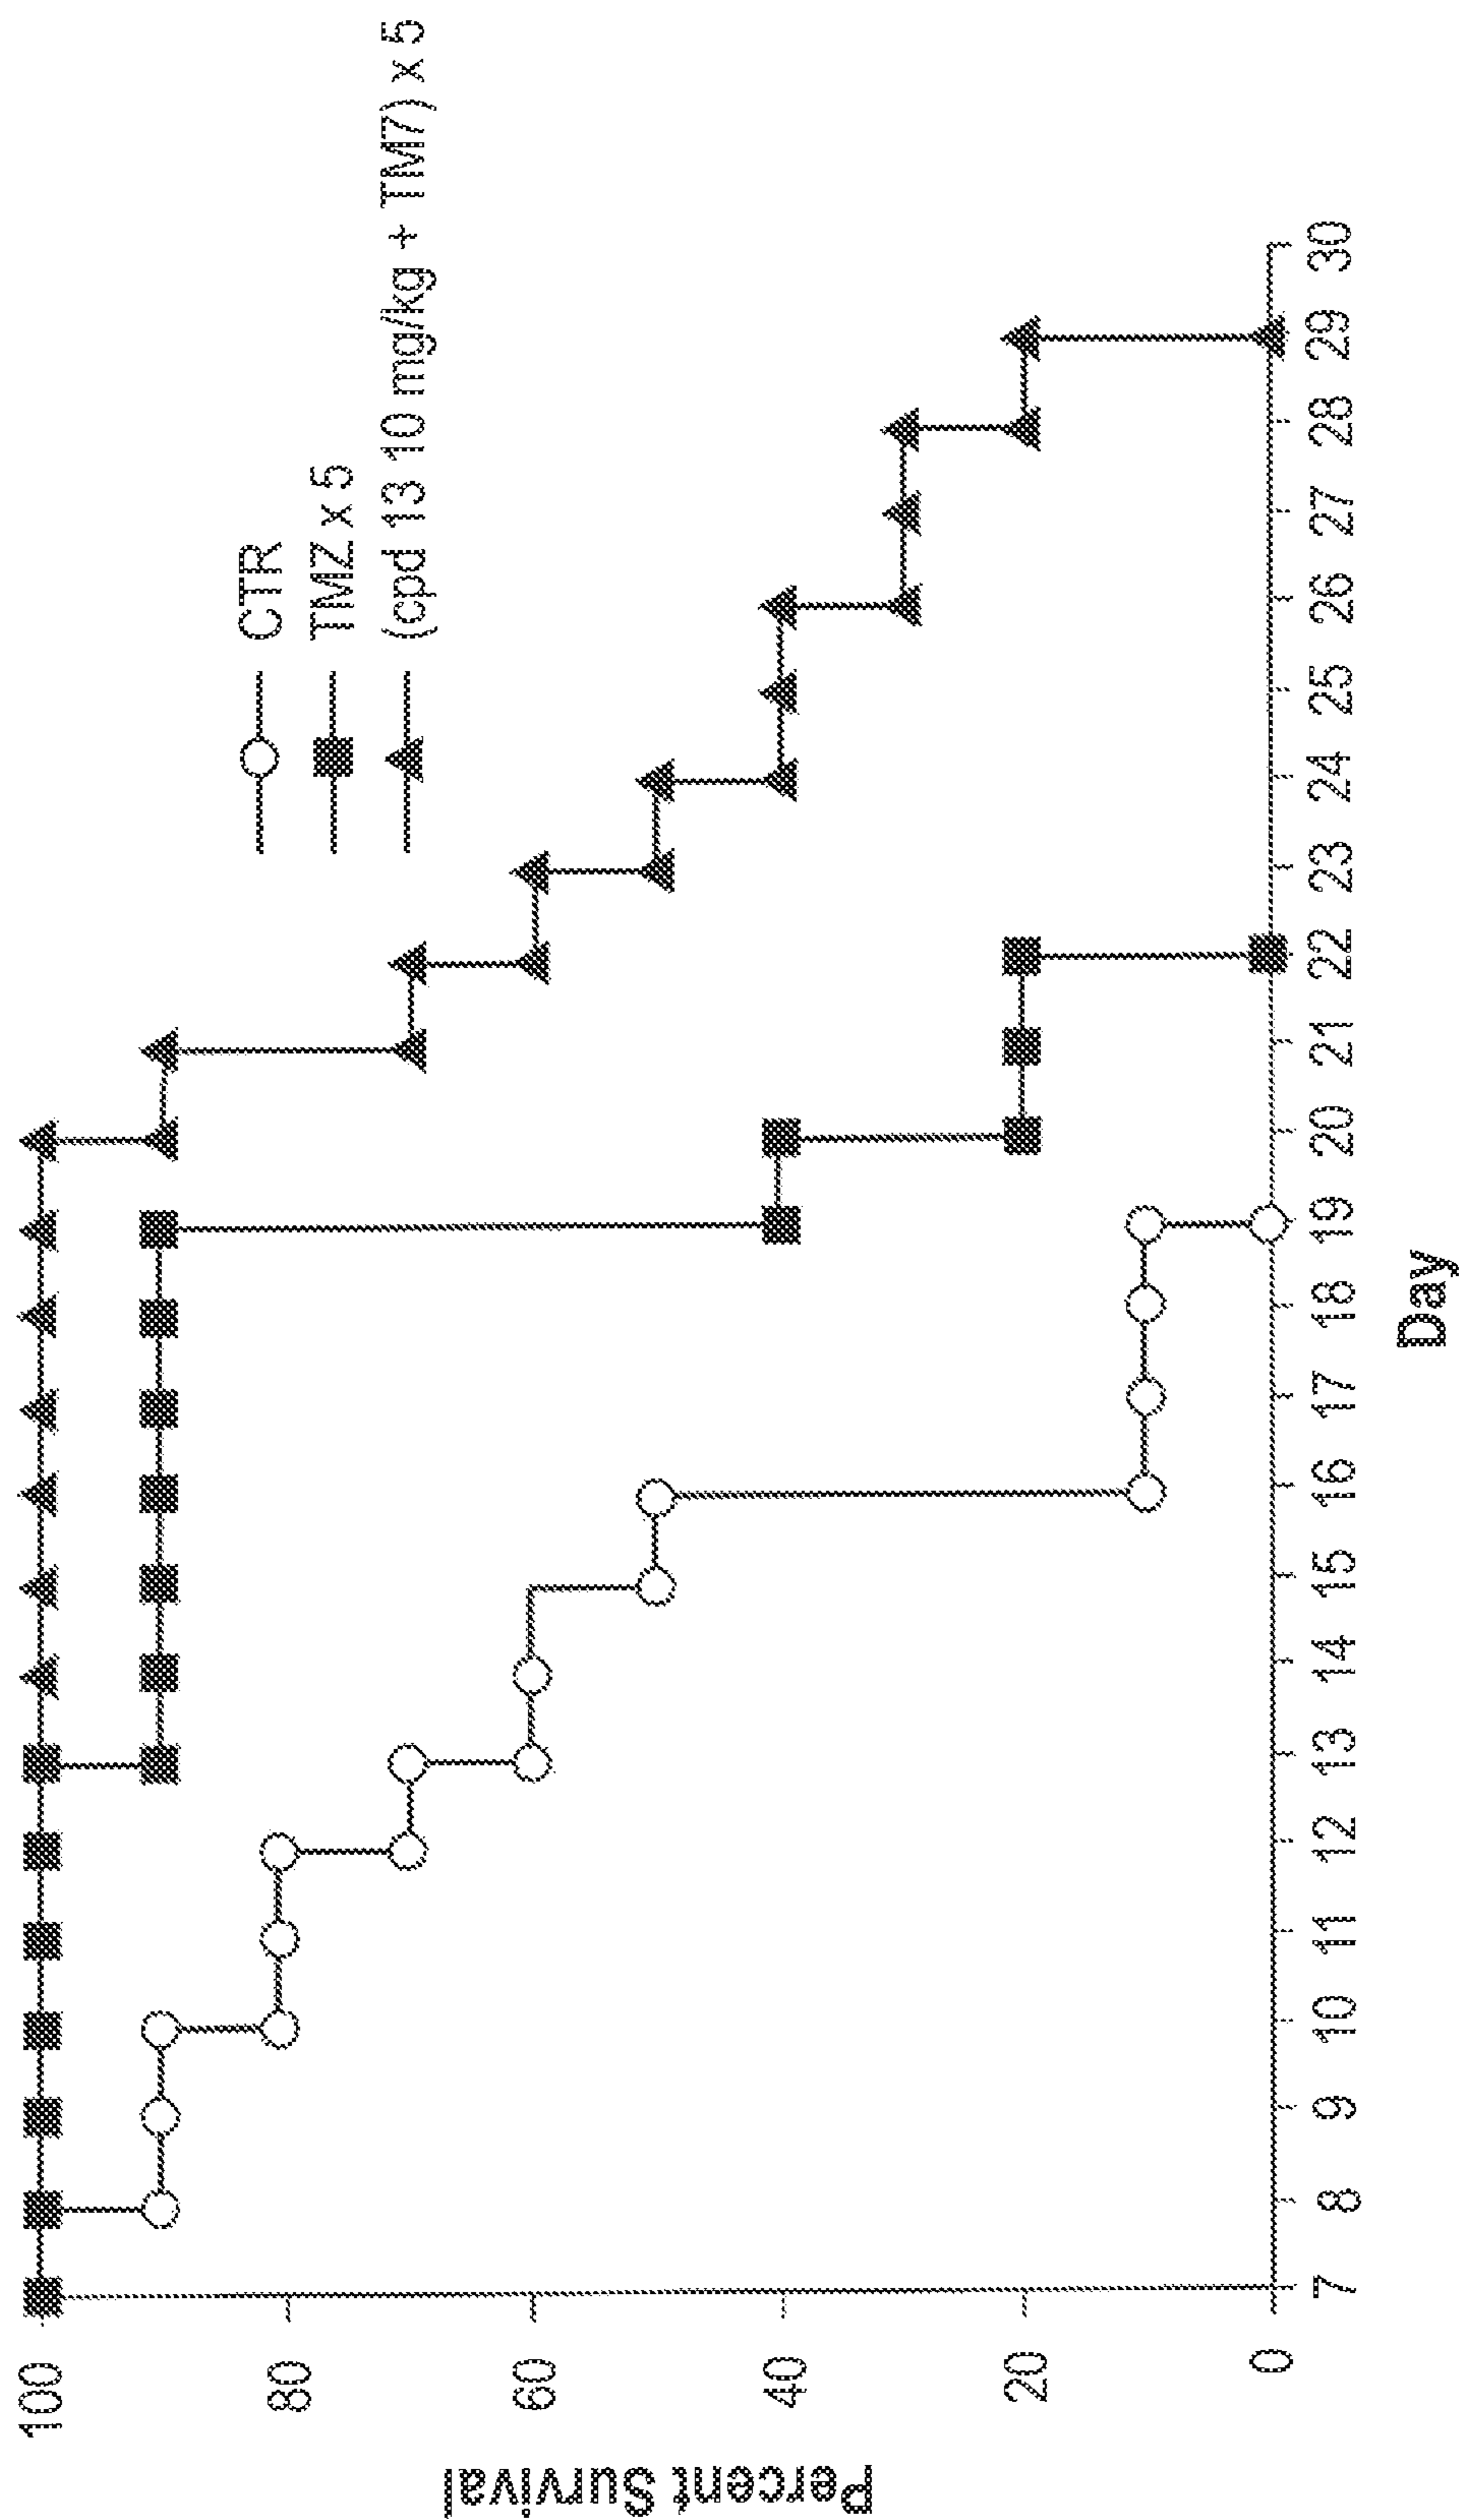 CTR
TMZ x 5
(cpd 13 10 mg/kg + TM7) x 5
Percent Survival
100
80
60
40
20
0
7 8 9 10 11 12 13 14 15 16 17 18 19 20 21 22 23 24 25 26 27 28 29 30
Day